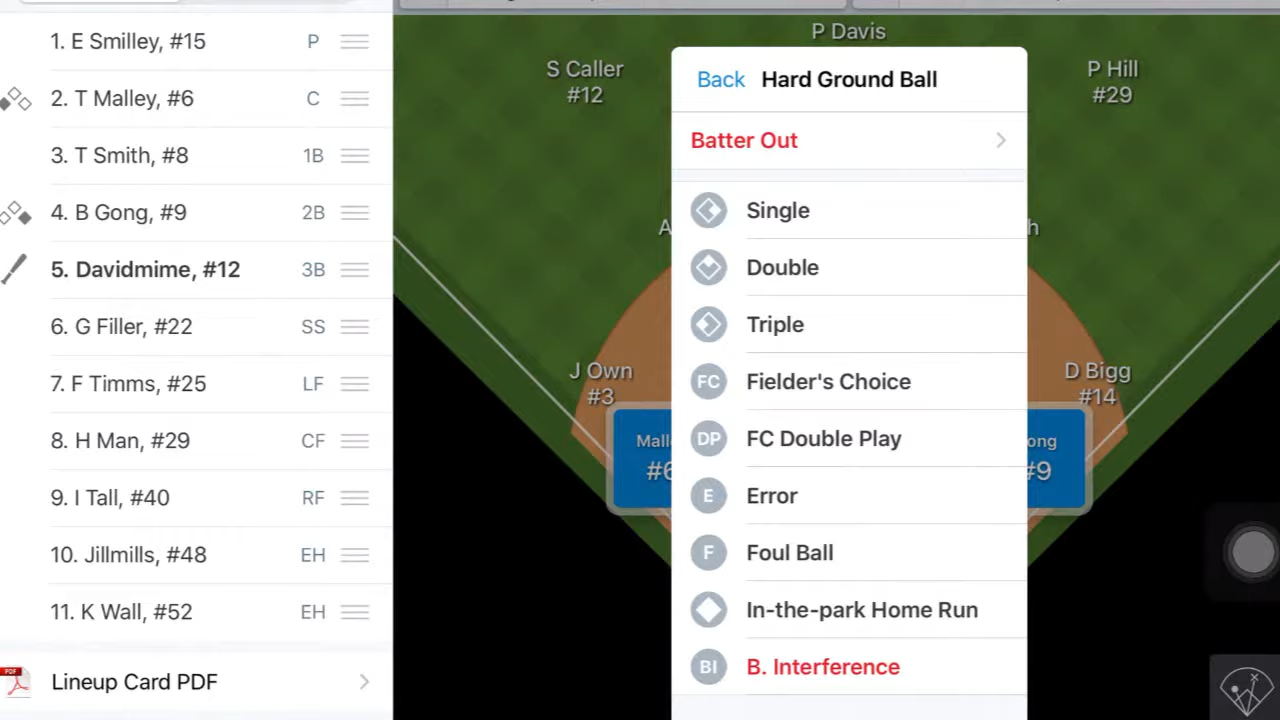 1. E Smilley, #15 P
2. T Malley, #6 C
3. T Smith, #8 1B
4. B Gong, #9 2B
5. Davidmime, #12 3B
6. G Filler, #22 SS
7. F Timms, #25 LF
8. H Man, #29 CF
9. I Tall, #40 RF
10. Jillmills, #48 EH
11. K Wall, #52 EH
PDF
Lineup Card PDF
P Davis
S Caller
#12
P Hill
#29
J Own
#3
D Bigg
#14
#9
Back Hard Ground Ball
Batter Out
Single
Double
Triple
FC Fielder's Choice
DP FC Double Play
E Error
F Foul Ball
In-the-park Home Run
BI B. Interference